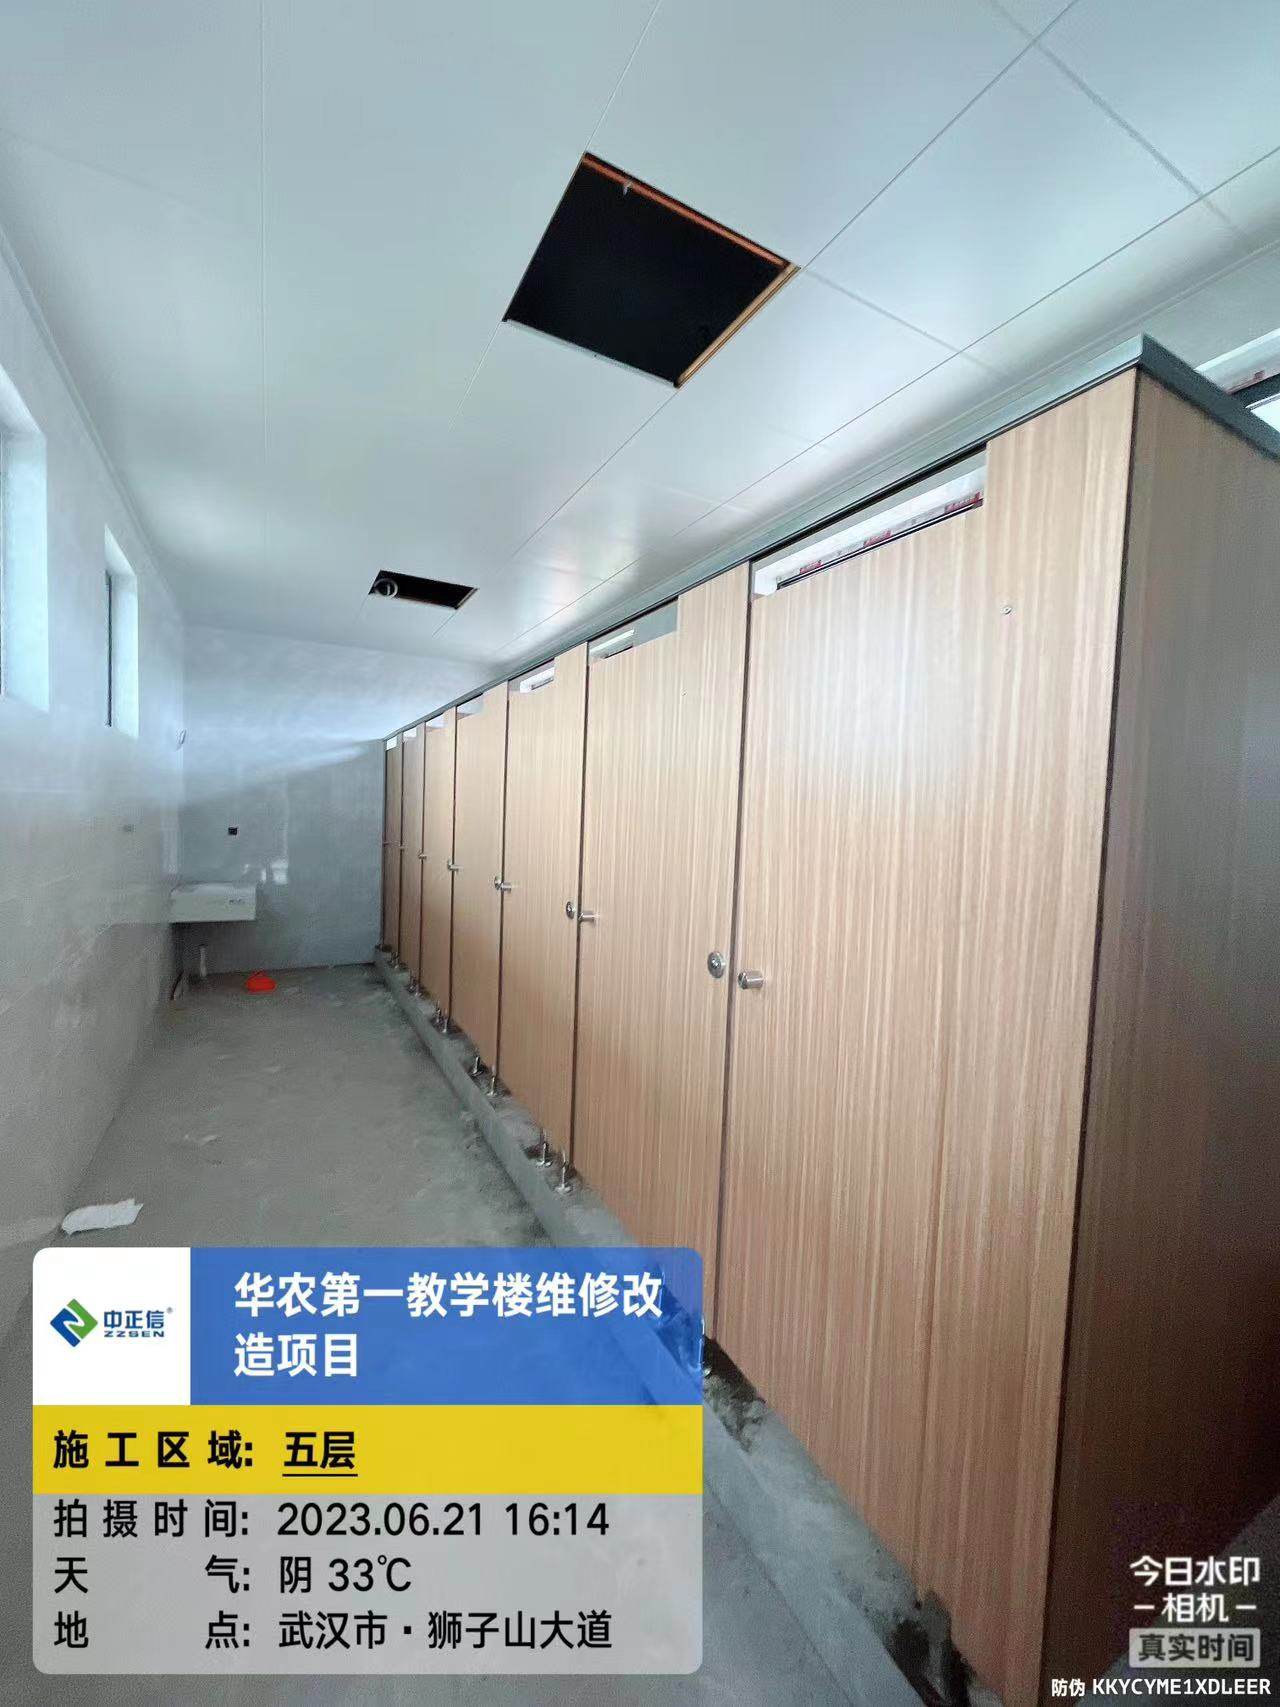 中正信®
ZZSEN
华农第一教学楼维修改
造项目
施工区域: 五层
拍摄时间: 2023.06.21 16:14
天气: 阴 33℃
地点: 武汉市·狮子山大道
今日水印
-相机-
真实时间
防伪 KKYCYME1XDLEER